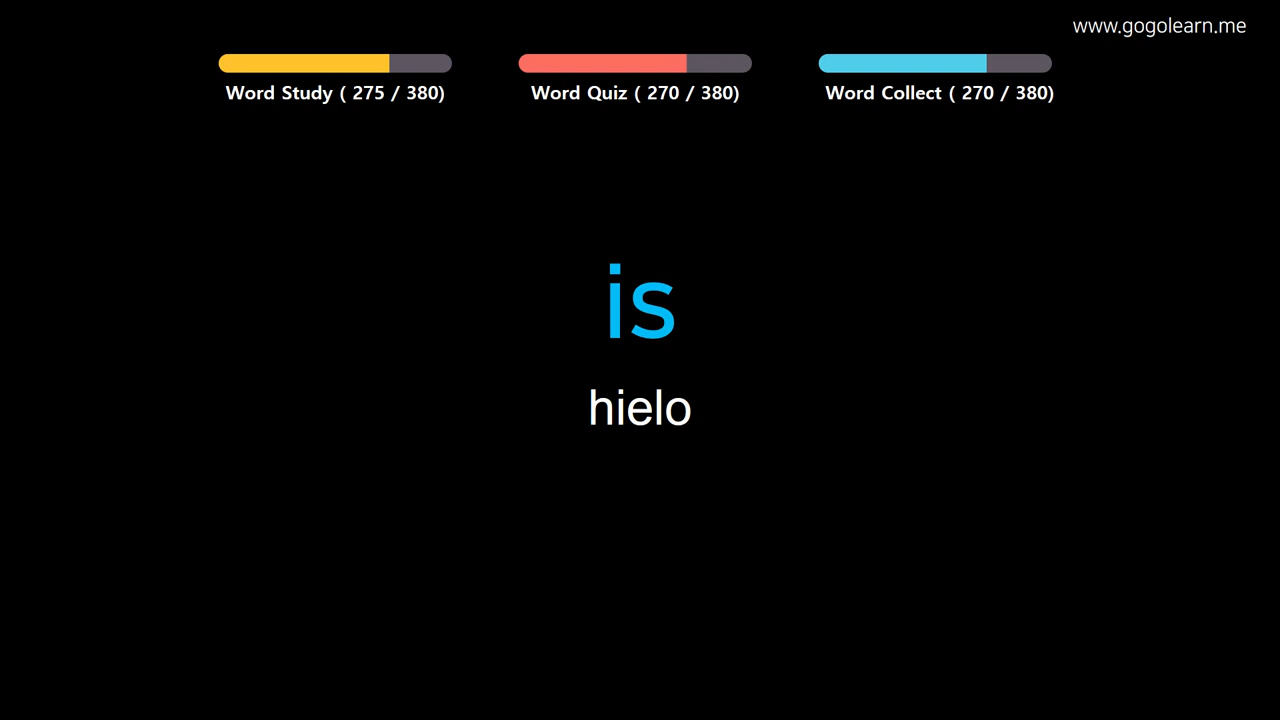 www.gogolearn.me
Word Study ( 275 / 380)
Word Quiz ( 270 / 380)
Word Collect ( 270 / 380)
is
hielo